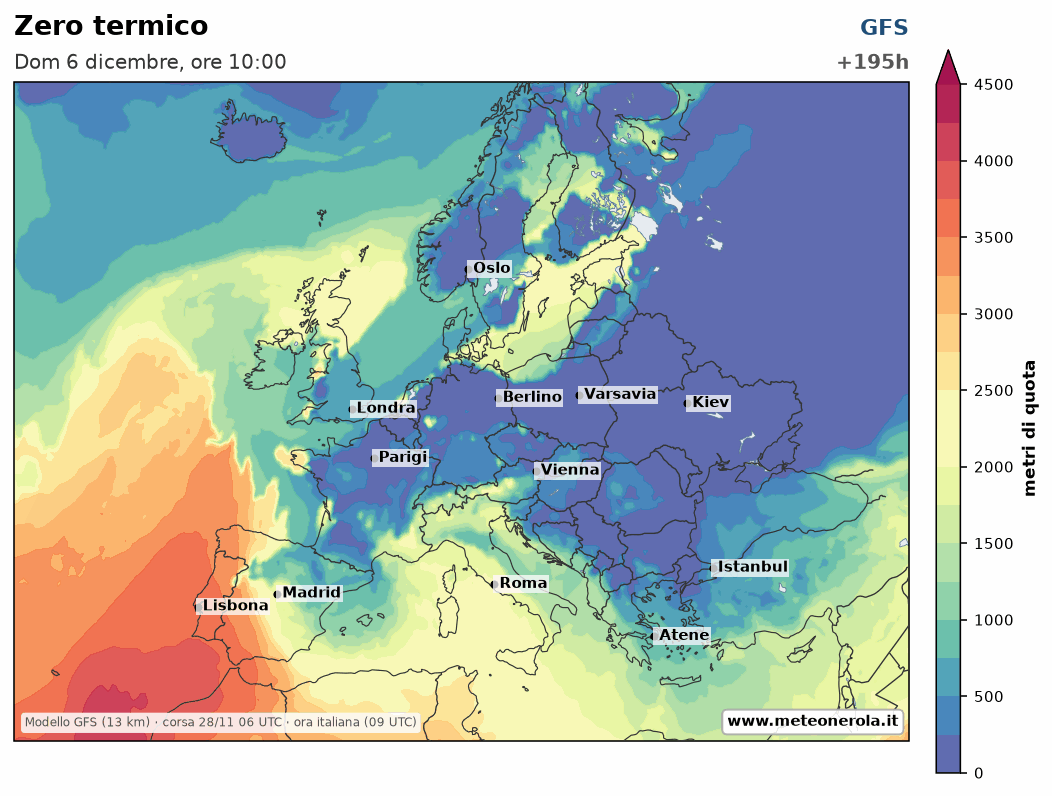 Zero termico
GFS
Dom 6 dicembre, ore 10:00
+195h
4500
4000
3500
3000
2500
2000
1500
1000
500
0
metri di quota
Oslo
Londra
Berlino
Varsavia
Kiev
Parigi
Vienna
Istanbul
Roma
Madrid
Lisbona
Atene
Modello GFS (13 km) · corsa 28/11 06 UTC · ora italiana (09 UTC)
www.meteonerola.it